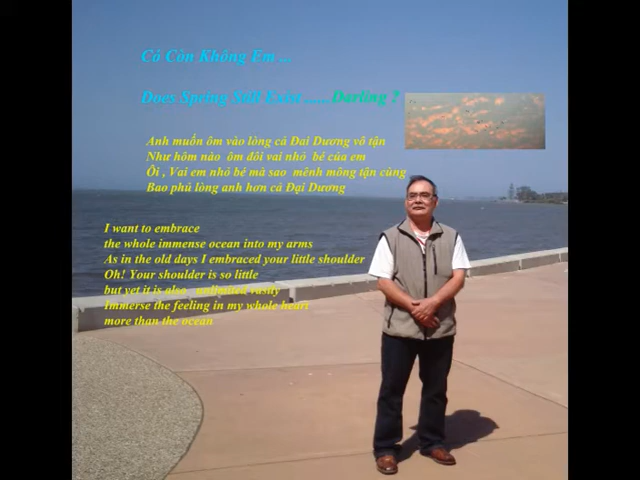 Có Còn Không Em ...
Does Spring Still Exist ......Darling ?
Anh muốn ôm vào lòng cả Đai Dương vô tận
Như hôm nào ôm đôi vai nhỏ bé của em
Ôi , Vai em nhỏ bé mà sao mênh mông tận cùng
Bao phủ lòng anh hơn cả Đại Dương
I want to embrace
the whole immense ocean into my arms
As in the old days I embraced your little shoulder
Oh! Your shoulder is so little
but yet it is also unlimited vastly
Immerse the feeling in my whole heart
more than the ocean